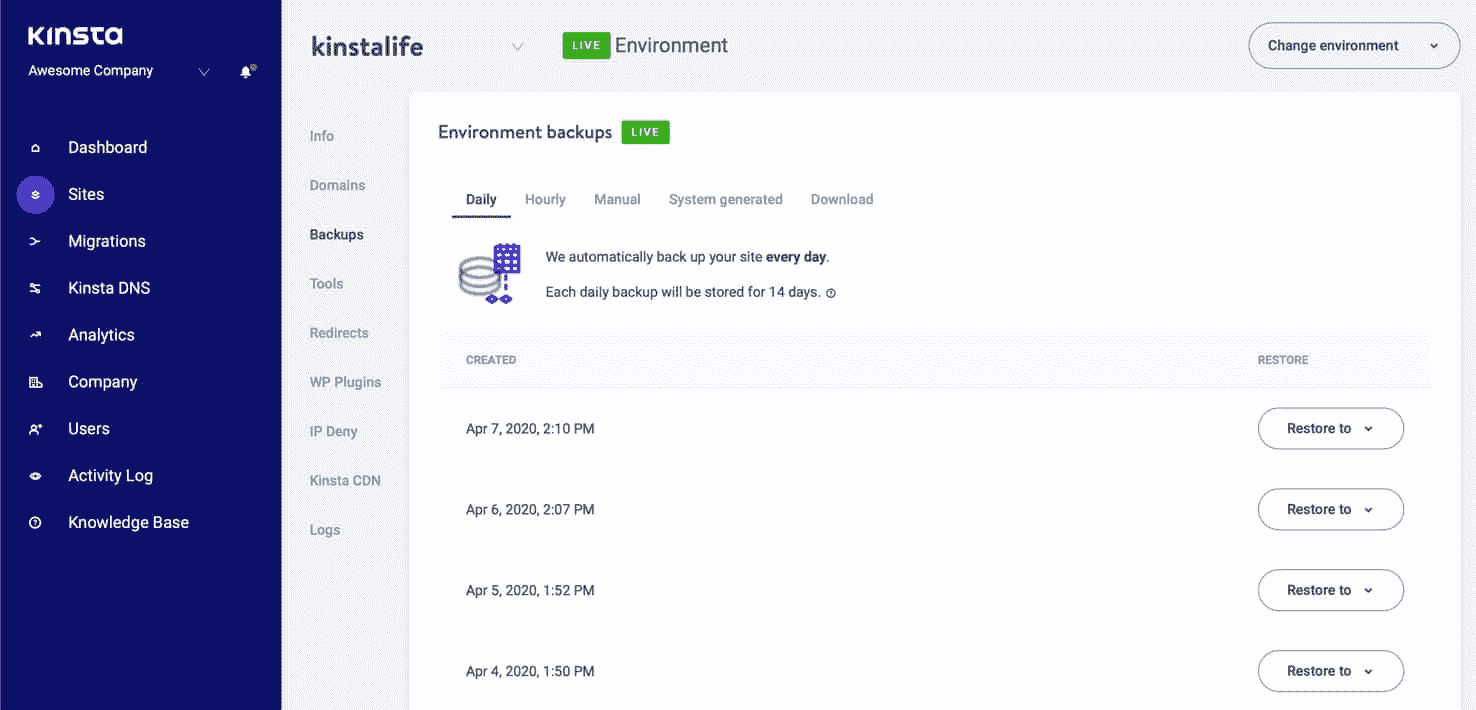 Kinsta
Awesome Company
Dashboard
Sites
Migrations
Kinsta DNS
Analytics
Company
Users
Activity Log
Knowledge Base
kinstalife
LIVE Environment
Change environment
Info
Domains
Backups
Tools
Redirects
WP Plugins
IP Deny
Kinsta CDN
Logs
Environment backups LIVE
Daily Hourly Manual System generated Download
We automatically back up your site every day.
Each daily backup will be stored for 14 days.
CREATED RESTORE
Apr 7, 2020, 2:10 PM Restore to
Apr 6, 2020, 2:07 PM Restore to
Apr 5, 2020, 1:52 PM Restore to
Apr 4, 2020, 1:50 PM Restore to